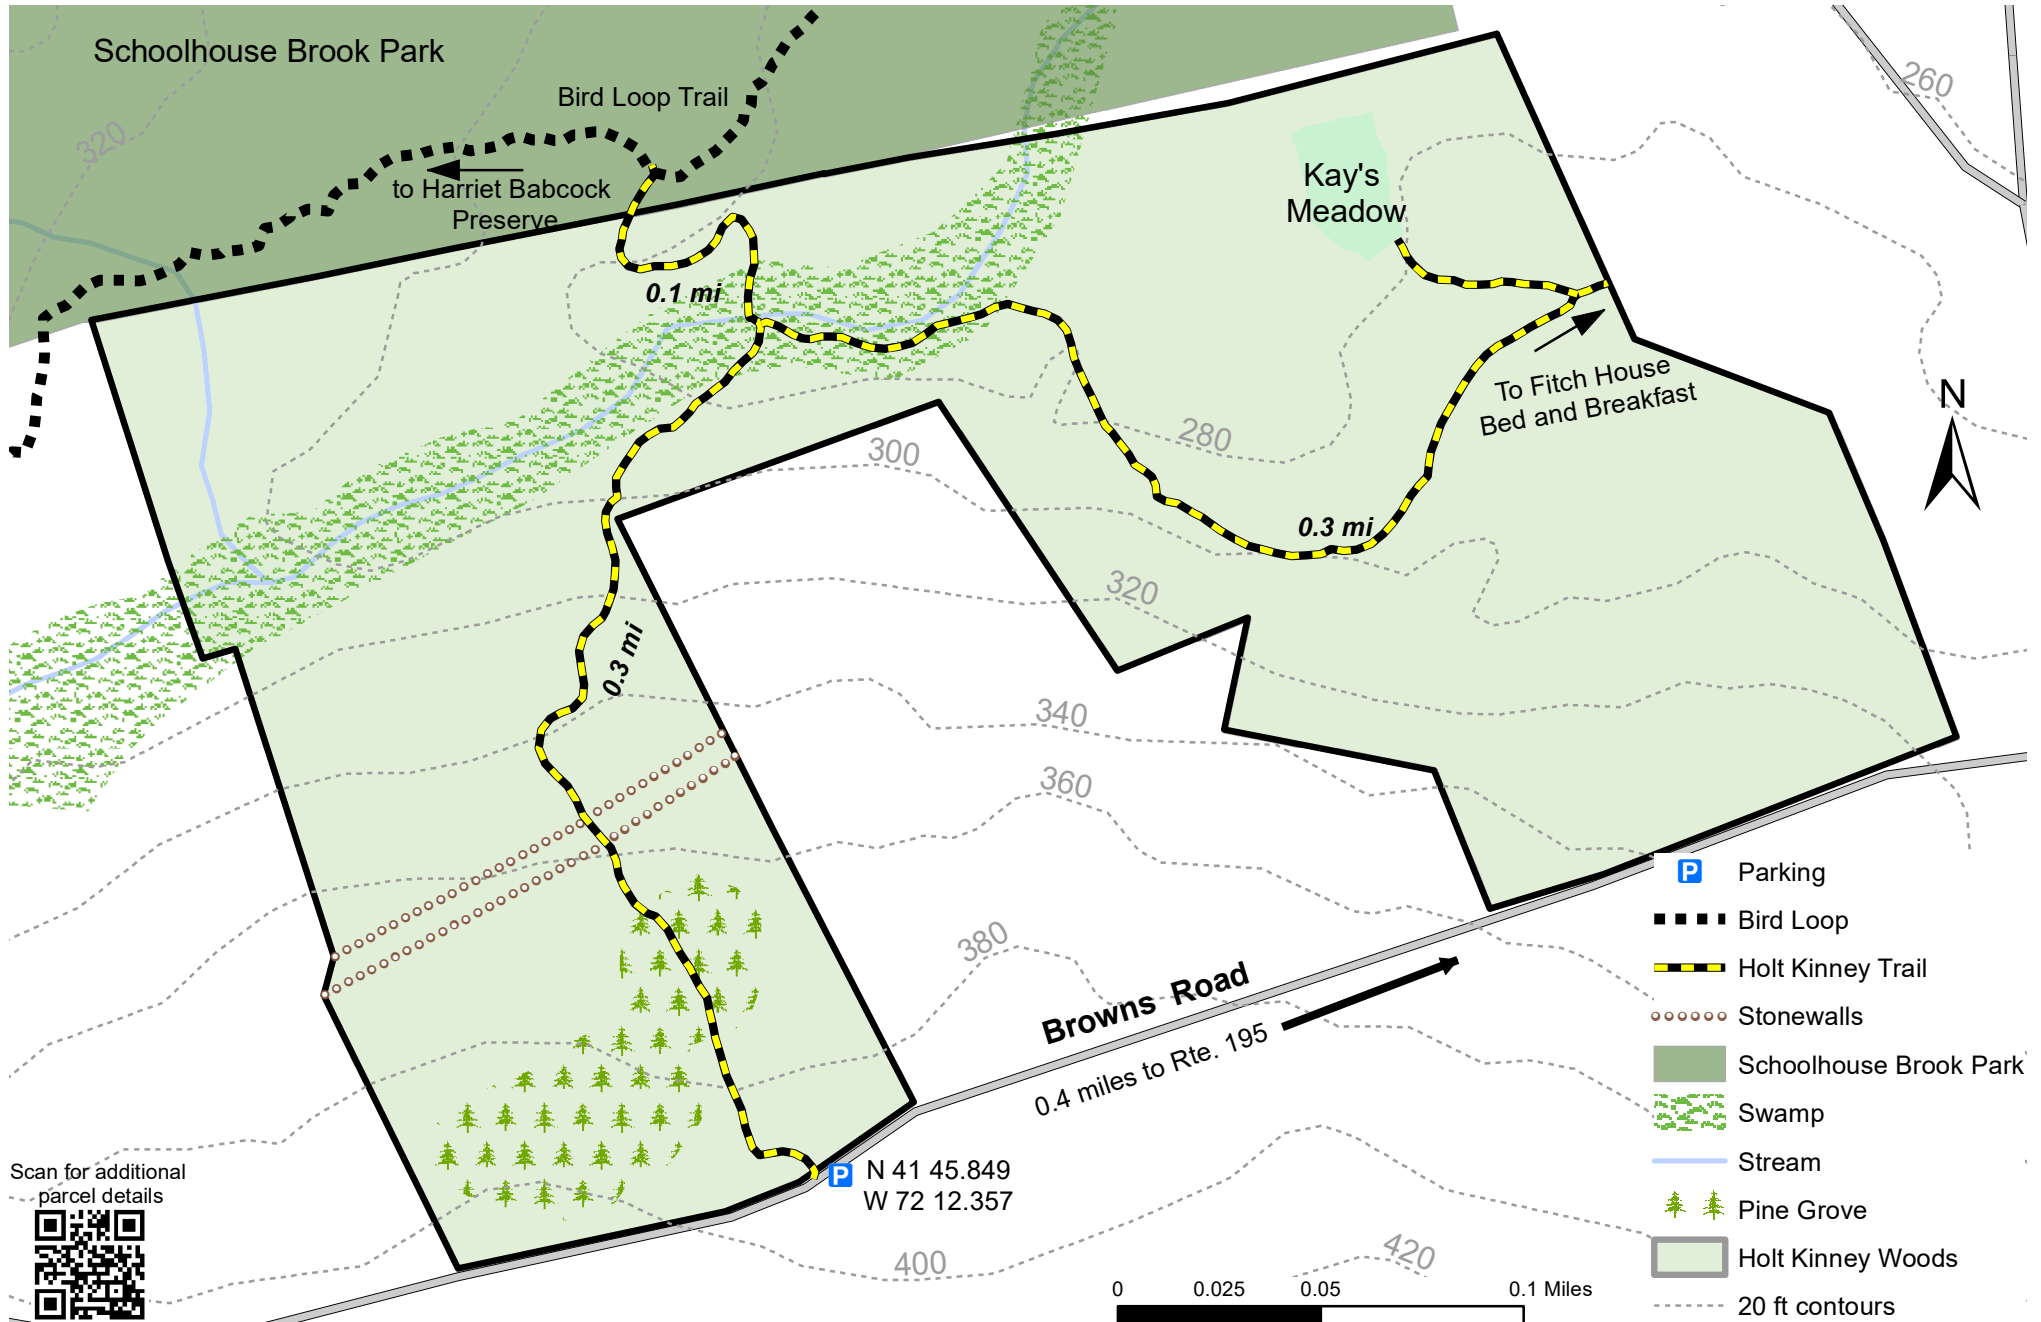 Schoolhouse Brook Park
Bird Loop Trail
320
to Harriet Babcock
Preserve
0.1 mi
Kay's
Meadow
260
To Fitch House
Bed and Breakfast
N
280
300
0.3 mi
320
0.3 mi
340
360
380
Browns Road
0.4 miles to Rte. 195
P
N 41 45.849
W 72 12.357
400
420
Scan for additional
parcel details
0 0.025 0.05 0.1 Miles
P Parking
Bird Loop
Holt Kinney Trail
Stonewalls
Schoolhouse Brook Park
Swamp
Stream
Pine Grove
Holt Kinney Woods
20 ft contours